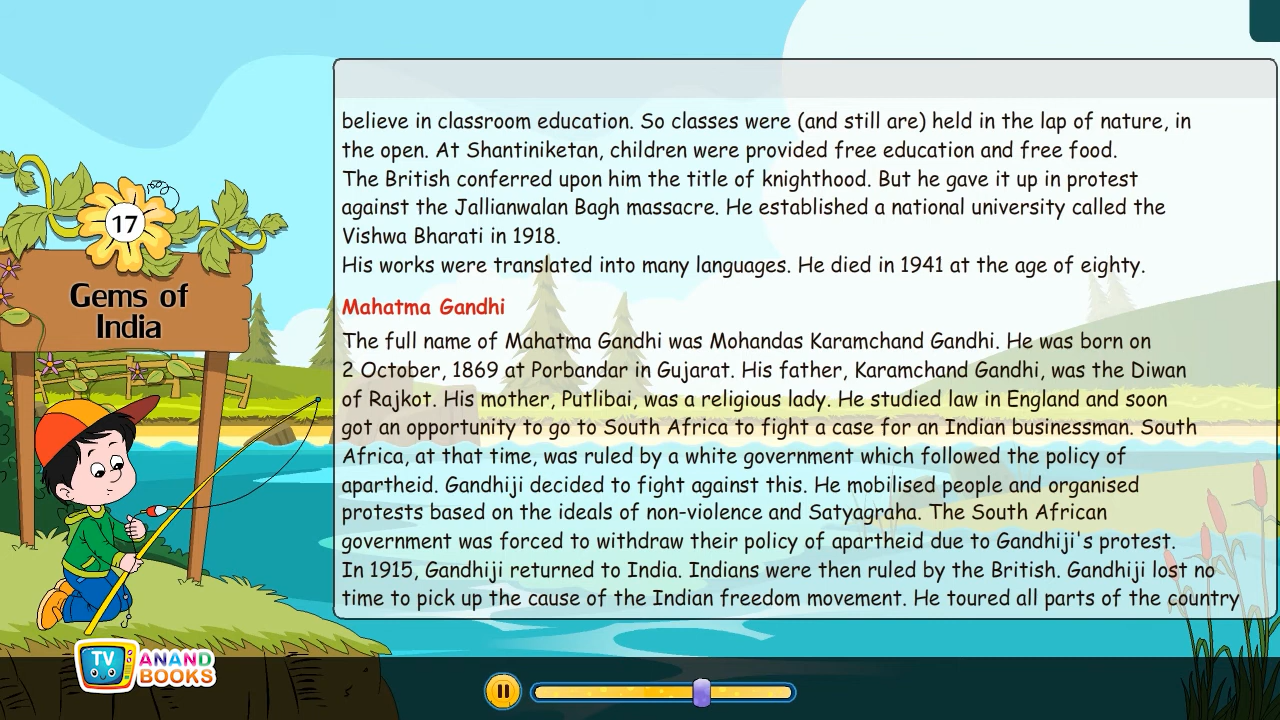 believe in classroom education. So classes were (and still are) held in the lap of nature, in
the open. At Shantiniketan, children were provided free education and free food.
The British conferred upon him the title of knighthood. But he gave it up in protest
against the Jallianwalan Bagh massacre. He established a national university called the
Vishwa Bharati in 1918.
His works were translated into many languages. He died in 1941 at the age of eighty.
Mahatma Gandhi
The full name of Mahatma Gandhi was Mohandas Karamchand Gandhi. He was born on
2 October, 1869 at Porbandar in Gujarat. His father, Karamchand Gandhi, was the Diwan
of Rajkot. His mother, Putlibai, was a religious lady. He studied law in England and soon
got an opportunity to go to South Africa to fight a case for an Indian businessman. South
Africa, at that time, was ruled by a white government which followed the policy of
apartheid. Gandhiji decided to fight against this. He mobilised people and organised
protests based on the ideals of non-violence and Satyagraha. The South African
government was forced to withdraw their policy of apartheid due to Gandhiji's protest.
In 1915, Gandhiji returned to India. Indians were then ruled by the British. Gandhiji lost no
time to pick up the cause of the Indian freedom movement. He toured all parts of the country
17
Gems of
India
TV
ANAND
BOOKS